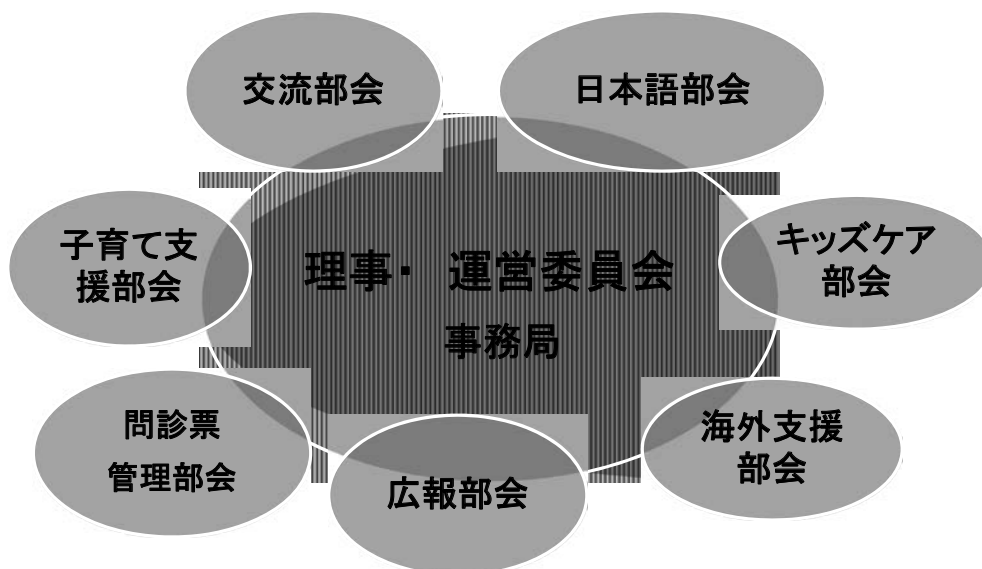 交流部会
日本語部会
子育て支
援部会
理事・ 運営委員会
事務局
キッズケア
部会
問診票
管理部会
広報部会
海外支援
部会